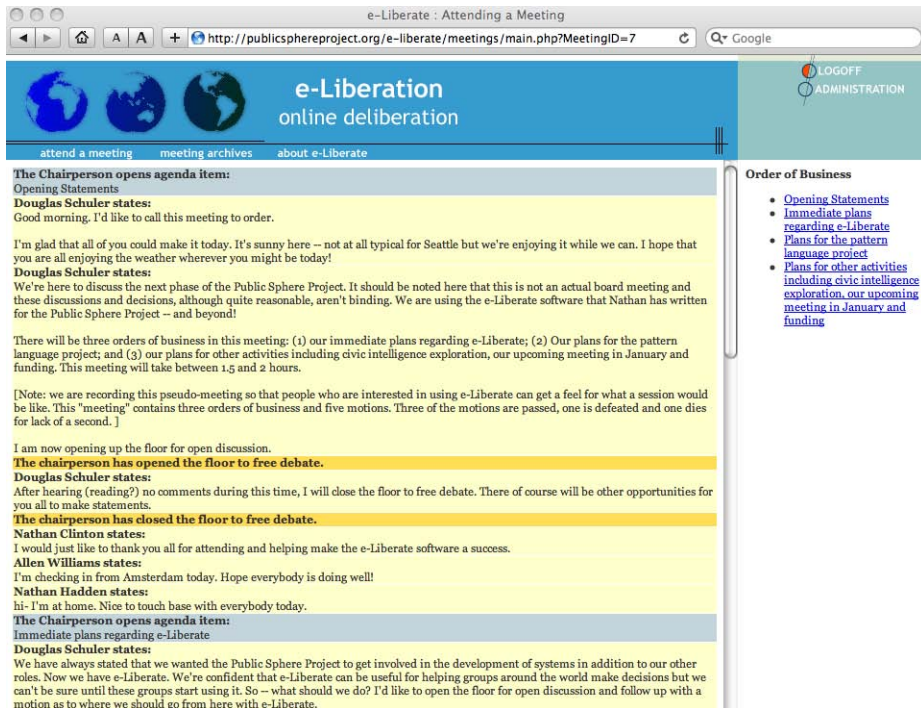 e-Liberate : Attending a Meeting
A A + http://publicsphereproject.org/e-liberate/meetings/main.php?MeetingID=7 Google
LOGOFF
ADMINISTRATION
e-Liberation
online deliberation
attend a meeting meeting archives about e-Liberate
The Chairperson opens agenda item:
Opening Statements
Douglas Schuler states:
Good morning. I'd like to call this meeting to order.
I'm glad that all of you could make it today. It's sunny here -- not at all typical for Seattle but we're enjoying it while we can. I hope that
you are all enjoying the weather wherever you might be today!
Douglas Schuler states:
We're here to discuss the next phase of the Public Sphere Project. It should be noted here that this is not an actual board meeting and
these discussions and decisions, although quite reasonable, aren't binding. We are using the e-Liberate software that Nathan has written
for the Public Sphere Project -- and beyond!
There will be three orders of business in this meeting: (1) our immediate plans regarding e-Liberate; (2) Our plans for the pattern
language project; and (3) our plans for other activities including civic intelligence exploration, our upcoming meeting in January and
funding. This meeting will take between 1.5 and 2 hours.
[Note: we are recording this pseudo-meeting so that people who are interested in using e-Liberate can get a feel for what a session would
be like. This "meeting" contains three orders of business and five motions. Three of the motions are passed, one is defeated and one dies
for lack of a second. ]
I am now opening up the floor for open discussion.
The chairperson has opened the floor to free debate.
Douglas Schuler states:
After hearing (reading?) no comments during this time, I will close the floor to free debate. There of course will be other opportunities for
you all to make statements.
The chairperson has closed the floor to free debate.
Nathan Clinton states:
I would just like to thank you all for attending and helping make the e-Liberate software a success.
Allen Williams states:
I'm checking in from Amsterdam today. Hope everybody is doing well!
Nathan Hadden states:
hi- I'm at home. Nice to touch base with everybody today.
The Chairperson opens agenda item:
Immediate plans regarding e-Liberate
Douglas Schuler states:
We have always stated that we wanted the Public Sphere Project to get involved in the development of systems in addition to our other
roles. Now we have e-Liberate. We're confident that e-Liberate can be useful for helping groups around the world make decisions but we
can't be sure until these groups start using it. So -- what should we do? I'd like to open the floor for open discussion and follow up with a
motion as to where we should go from here with e-Liberate.
Order of Business
Opening Statements
Immediate plans
regarding e-Liberate
Plans for the pattern
language project
Plans for other activities
including civic intelligence
exploration, our upcoming
meeting in January and
funding